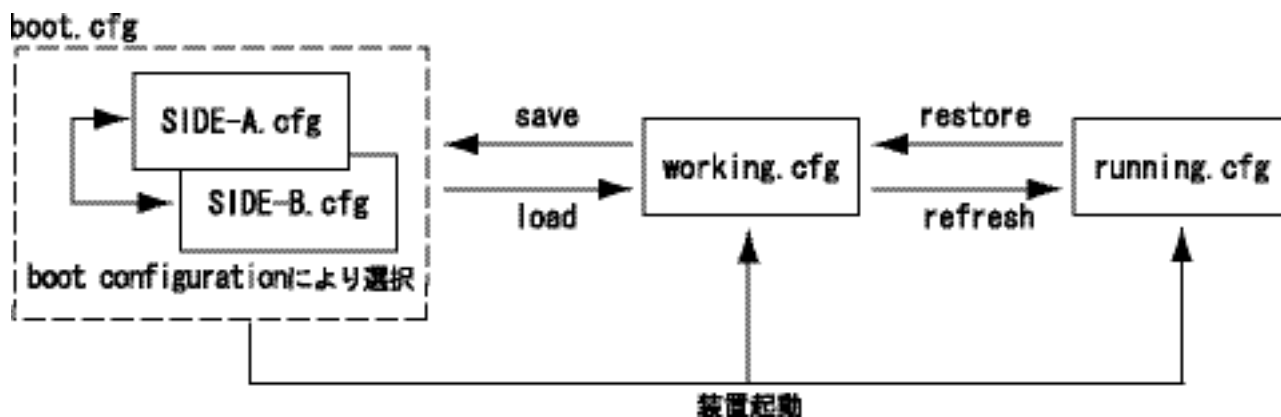 boot.cfg
SIDE-A.cfg
SIDE-B.cfg
boot configurationにより選択
save
load
working.cfg
restore
refresh
running.cfg
装置起動